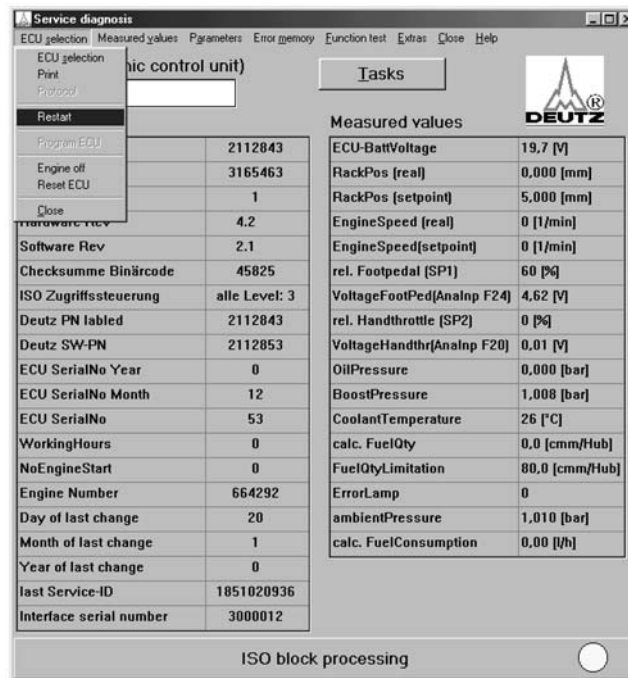 Service diagnosis
ECU selection Measured values Parameters Error memory Function test Extras Close Help
ECU selection
Print
Protocol
Restart
Program ECU
Engine off
Reset ECU
Close
nic control unit)
Tasks
DEUTZ ®
Measured values
2112843
3165463
1
Hardware Rev 4.2
Software Rev 2.1
Checksumme Binärcode 45825
ISO Zugriffssteuerung alle Level: 3
Deutz PN labled 2112843
Deutz SW-PN 2112853
ECU SerialNo Year 0
ECU SerialNo Month 12
ECU SerialNo 53
WorkingHours 0
NoEngineStart 0
Engine Number 664292
Day of last change 20
Month of last change 1
Year of last change 0
last Service-ID 1851020936
Interface serial number 3000012
ECU-BattVoltage 19,7 [V]
RackPos (real) 0,000 [mm]
RackPos (setpoint) 5,000 [mm]
EngineSpeed (real) 0 [1/min]
EngineSpeed(setpoint) 0 [1/min]
rel. Footpedal (SP1) 60 [%]
VoltageFootPed(AnaInp F24) 4,62 [V]
rel. Handthrottle (SP2) 0 [%]
VoltageHandthr(AnaInp F20) 0,01 [V]
OilPressure 0,000 [bar]
BoostPressure 1,008 [bar]
CoolantTemperature 26 [°C]
calc. FuelQty 0,0 [cmm/Hub]
FuelQtyLimitation 80,0 [cmm/Hub]
ErrorLamp 0
ambientPressure 1,010 [bar]
calc. FuelConsumption 0,00 [l/h]
ISO block processing